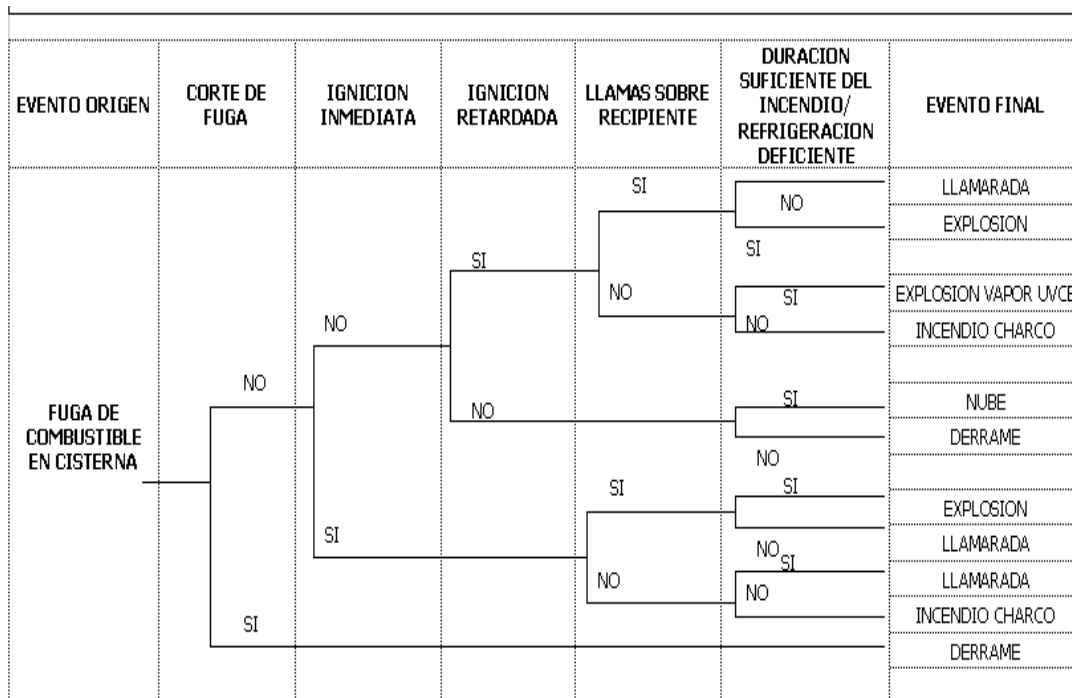 EVENTO ORIGEN
CORTE DE
FUGA
IGNICION
INMEDIATA
IGNICION
RETARDADA
LLAMAS SOBRE
RECIPIENTE
DURACION
SUFICIENTE DEL
INCENDIO/
REFRIGERACION
DEFICIENTE
EVENTO FINAL
FUGA DE
COMBUSTIBLE
EN CISTERNA
NO
SI
NO
SI
SI
NO
SI
NO
SI
NO
NO
SI
SI
NO
SI
NO
SI
NO
SI
NO
LLAMARADA
EXPLOSION
EXPLOSION VAPOR UVCE
INCENDIO CHARCO
NUBE
DERRAME
EXPLOSION
LLAMARADA
LLAMARADA
INCENDIO CHARCO
DERRAME